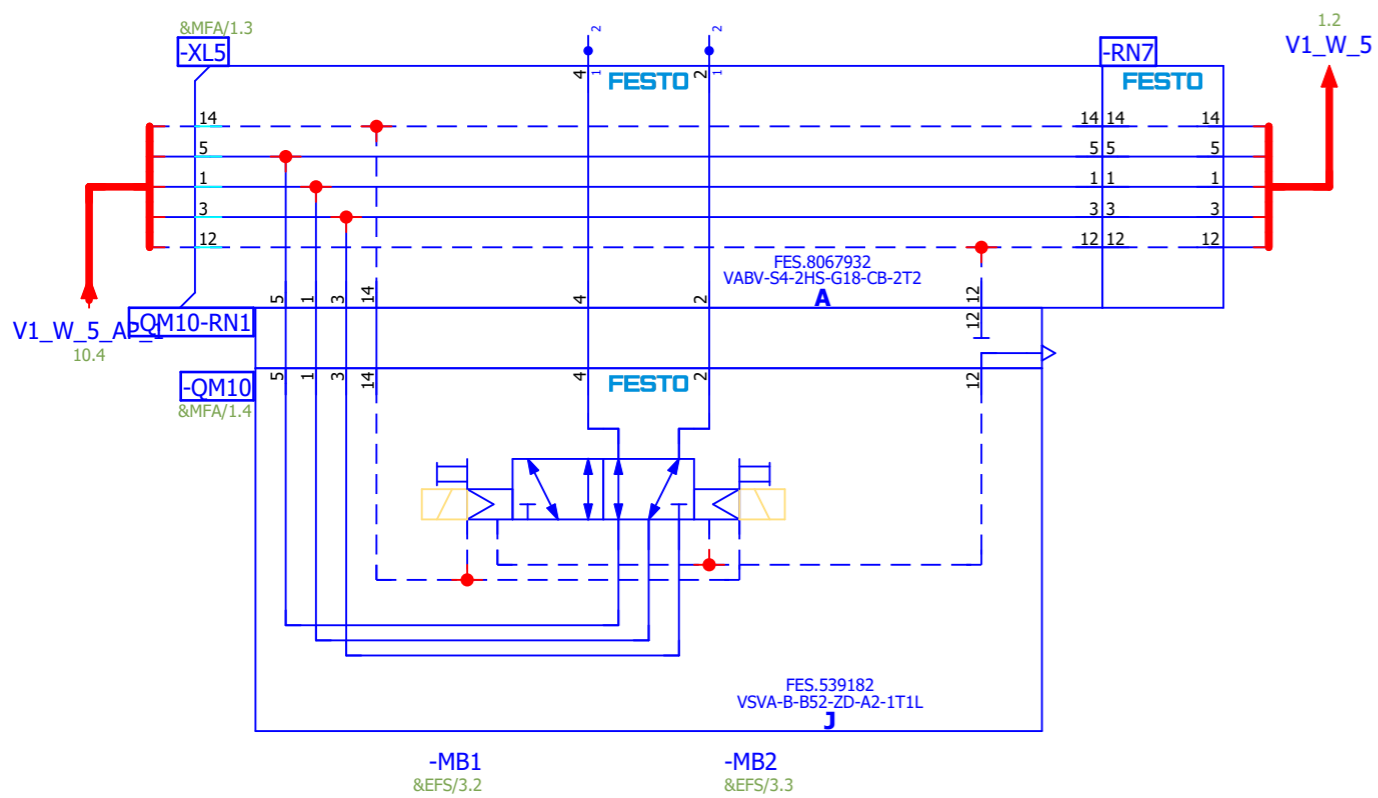 &MFA/1.3
-XL5
2
2
1.2
V1_W_5
-RN7
4
1
FESTO
2
1
FESTO
14
14 14
14
5
5 5
5
1
1 1
1
3
3 3
3
12
12 12
12
FES.8067932
VABV-S4-2HS-G18-CB-2T2
A
5
1
3
14
4
2
12
-QM10-RN1
V1_W_5_AP_1
10.4
12
-QM10
&MFA/1.4
5
1
3
14
4
FESTO
2
12
FES.539182
VSVA-B-B52-ZD-A2-1T1L
J
-MB1
&EFS/3.2
-MB2
&EFS/3.3